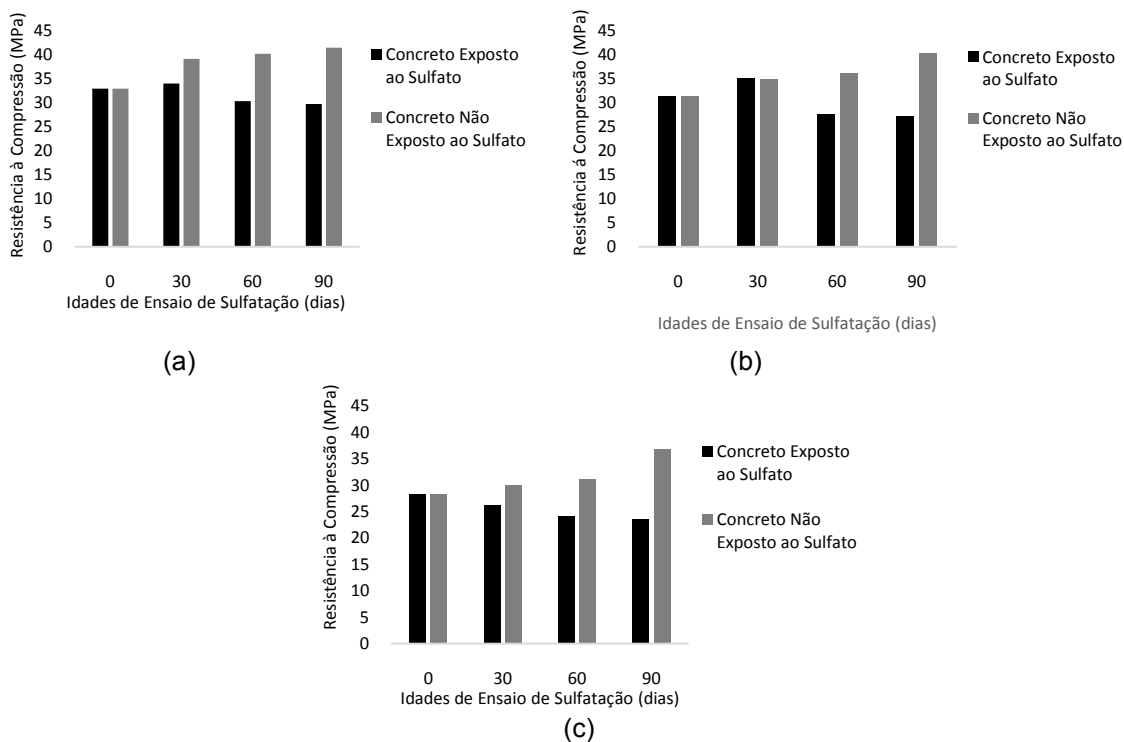 Resistência à Compressão (MPa)
45
40
35
30
25
20
15
10
5
0
0 30 60 90
Idades de Ensaio de Sulfatação (dias)
Concreto Exposto
ao Sulfato
Concreto Não
Exposto ao Sulfato
(a)
Resistência á Compressão (MPa)
45
40
35
30
25
20
15
10
5
0
0 30 60 90
Idades de Ensaio de Sulfatação (dias)
Concreto Exposto
ao Sulfato
Concreto Não
Exposto ao Sulfato
(b)
Resistência à Compressão (MPa)
45
40
35
30
25
20
15
10
5
0
0 30 60 90
Idades de Ensaio de Sulfatação (dias)
Concreto Exposto
ao Sulfato
Concreto Não
Exposto ao Sulfato
(c)